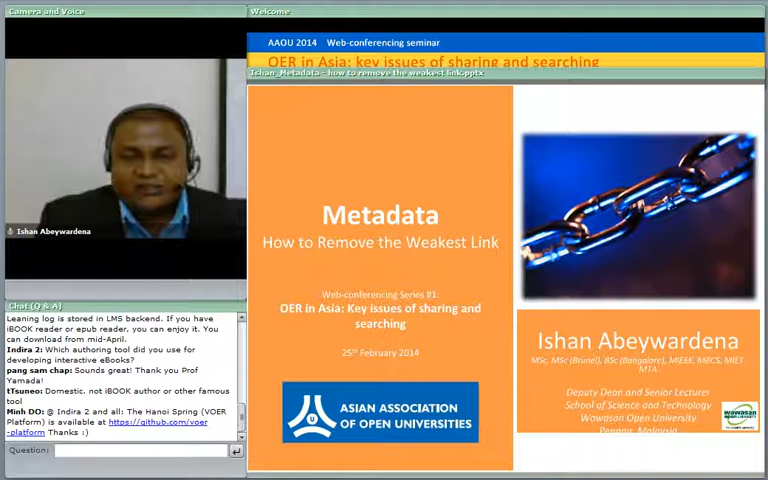 Camera and Voice
Ishan Abeywardena
Chat (Q & A)
Leaning log is stored in LMS backend. If you have
iBOOK reader or epub reader, you can enjoy it. You
can download from mid-April.
Indira 2: Which authoring tool did you use for
developing interactive eBooks?
pang sam chap: Sounds great! Thank you Prof
Yamada!
tTsuneo: Domestic. not iBOOK author or other famous
tool
Minh DO: @ Indira 2 and all: The Hanoi Spring (VOER
Platform) is available at https://github.com/voer
-platform Thanks :)
Question:
Welcome
AAOU 2014 Web-conferencing seminar
OER in Asia: key issues of sharing and searching
Ishan_Metadata - how to remove the weakest link.pptx
Metadata
How to Remove the Weakest Link
Web-conferencing Series #1:
OER in Asia: Key issues of sharing and
searching
25th February 2014
ASIAN ASSOCIATION
OF OPEN UNIVERSITIES
Ishan Abeywardena
MSc, MSc (Brunel), BSc (Bangalore), MIEEE, MBCS, MIET,
MTA
Deputy Dean and Senior Lecturer
School of Science and Technology
Wawasan Open University
Penang, Malaysia
wawasan